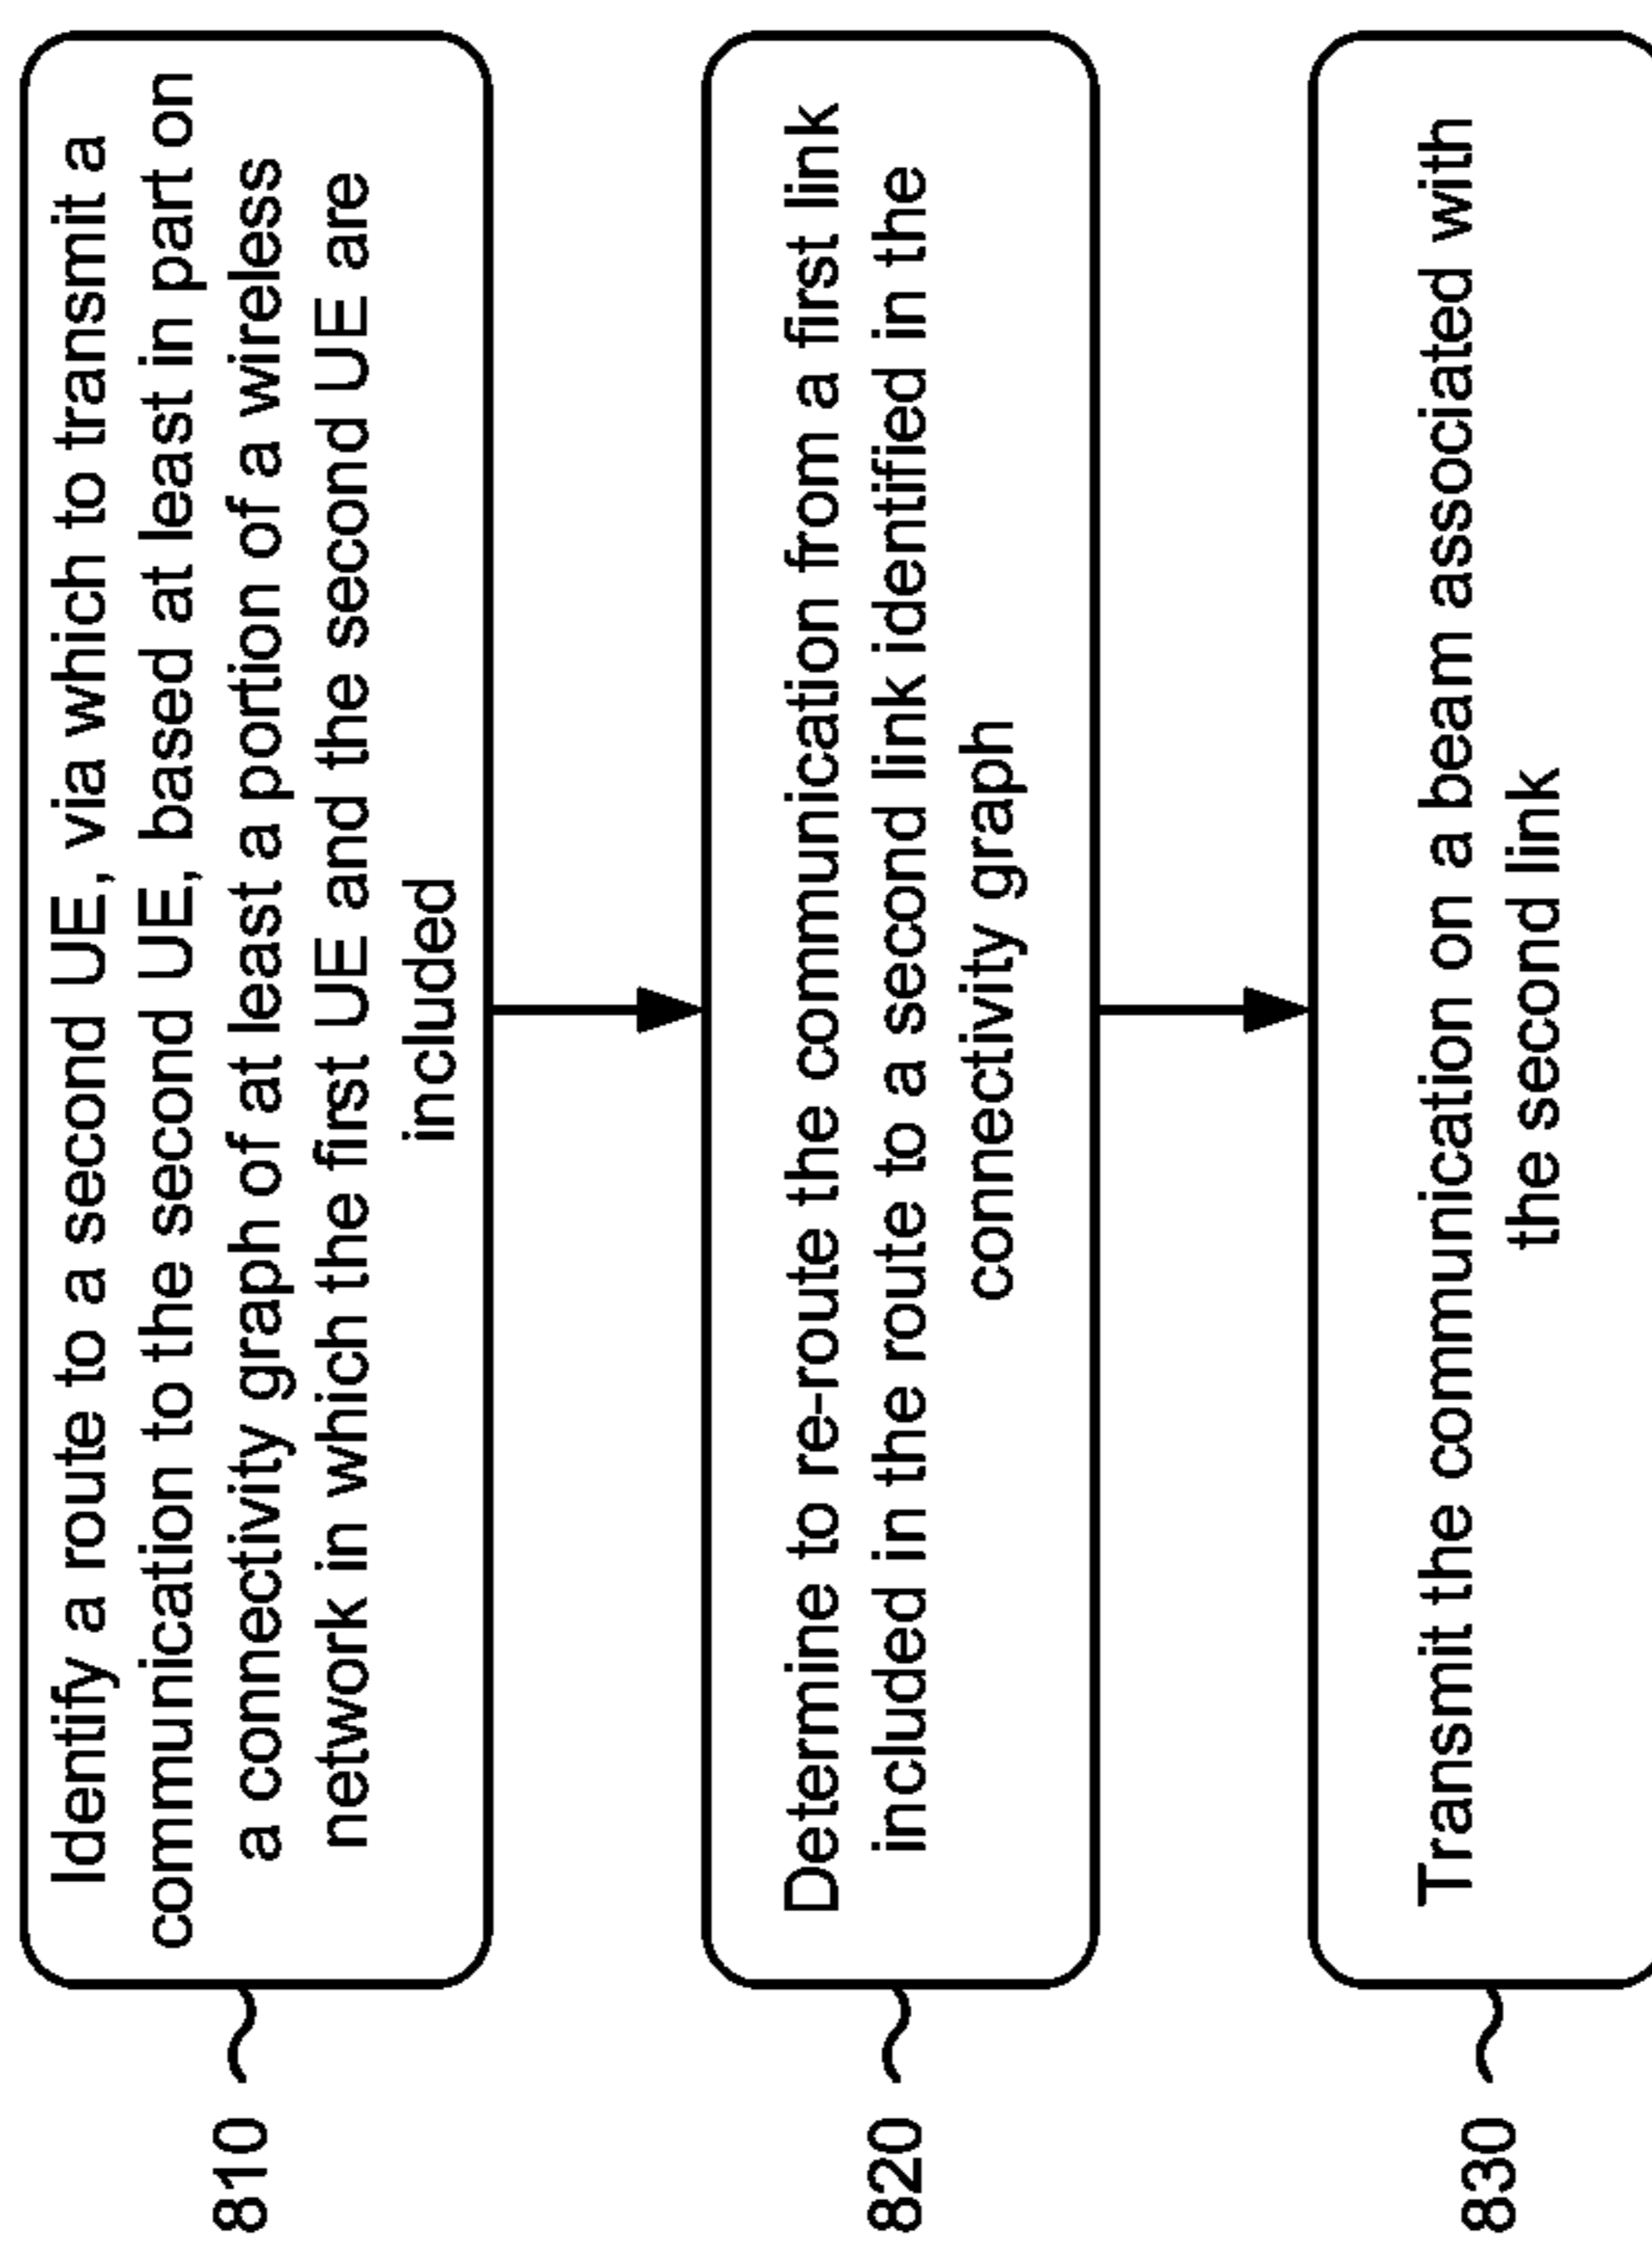 810
Identify a route to a second UE, via which to transmit a
communication to the second UE, based at least in part on
a connectivity graph of at least a portion of a wireless
network in which the first UE and the second UE are
included
820
Determine to re-route the communication from a first link
included in the route to a second link identified in the
connectivity graph
830
Transmit the communication on a beam associated with
the second link